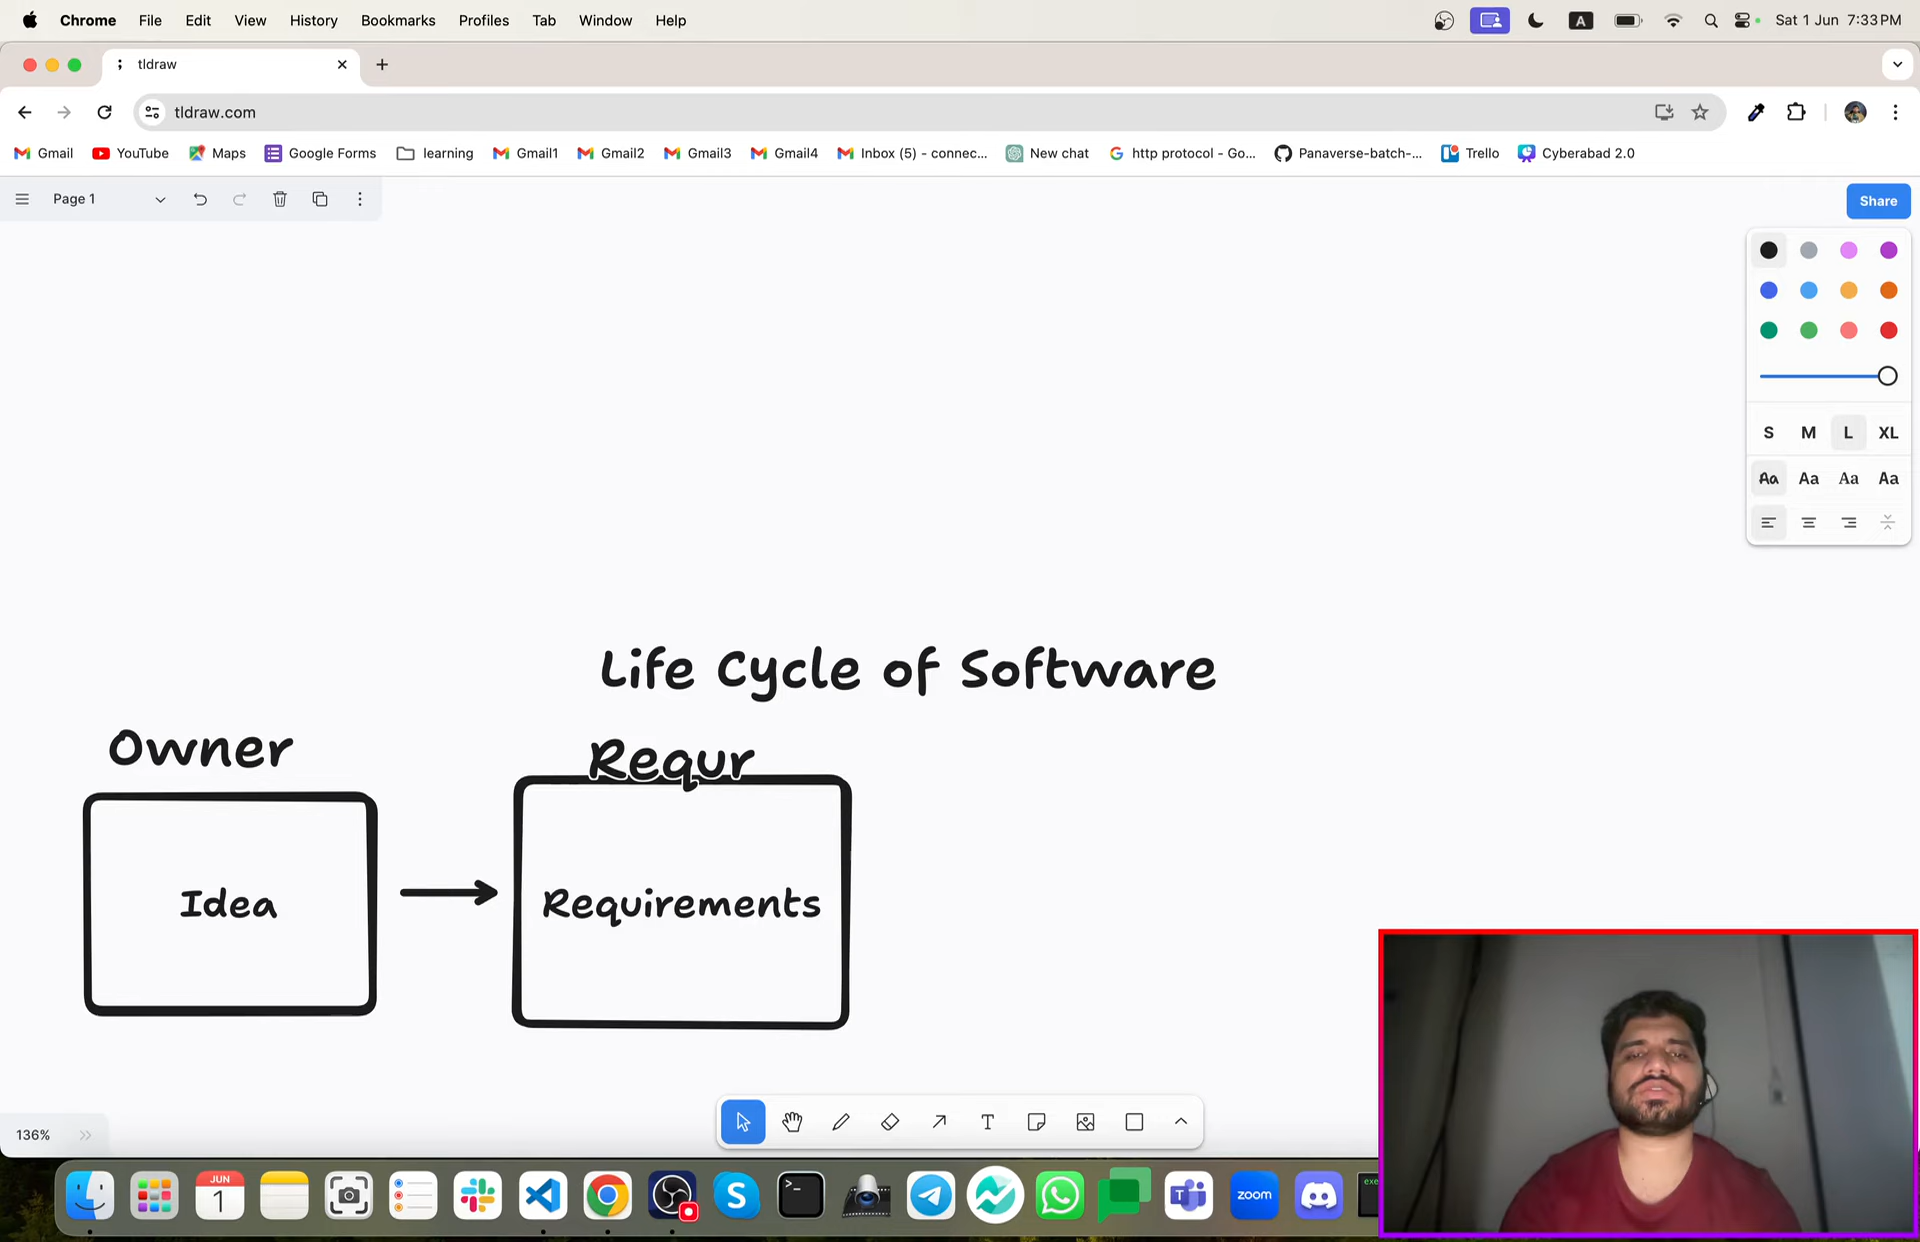 Chrome File Edit View History Bookmarks Profiles Tab Window Help A Sat 1 Jun 7:33 PM
tldraw
tldraw.com
Gmail YouTube Maps Google Forms learning Gmail1 Gmail2 Gmail3 Gmail4 Inbox (5) - connec... New chat http protocol - Go... Panaverse-batch-... Trello Cyberabad 2.0
Page 1
Share
S M L XL
Aa Aa Aa Aa
Life Cycle of Software
Owner
Requr
Idea
Requirements
T
136%
JUN
1
S
>_
T
zoom
exe